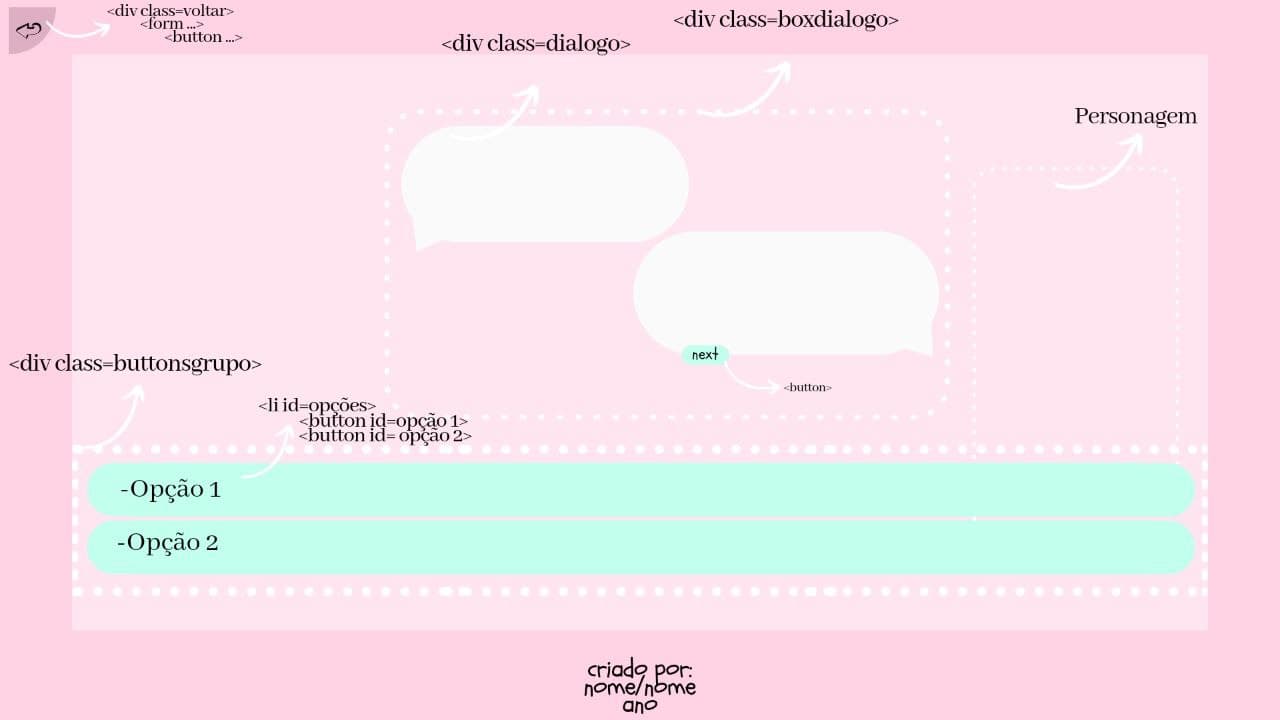 <div class=voltar>
<form ...>
<button ...>
<div class=boxdialogo>
<div class=dialogo>
Personagem
next
<div class=buttonsgrupo>
<button>
<li id=opções>
<button id=opção 1>
<button id= opção 2>
-Opção 1
-Opção 2
criado por:
nome/nome
ano